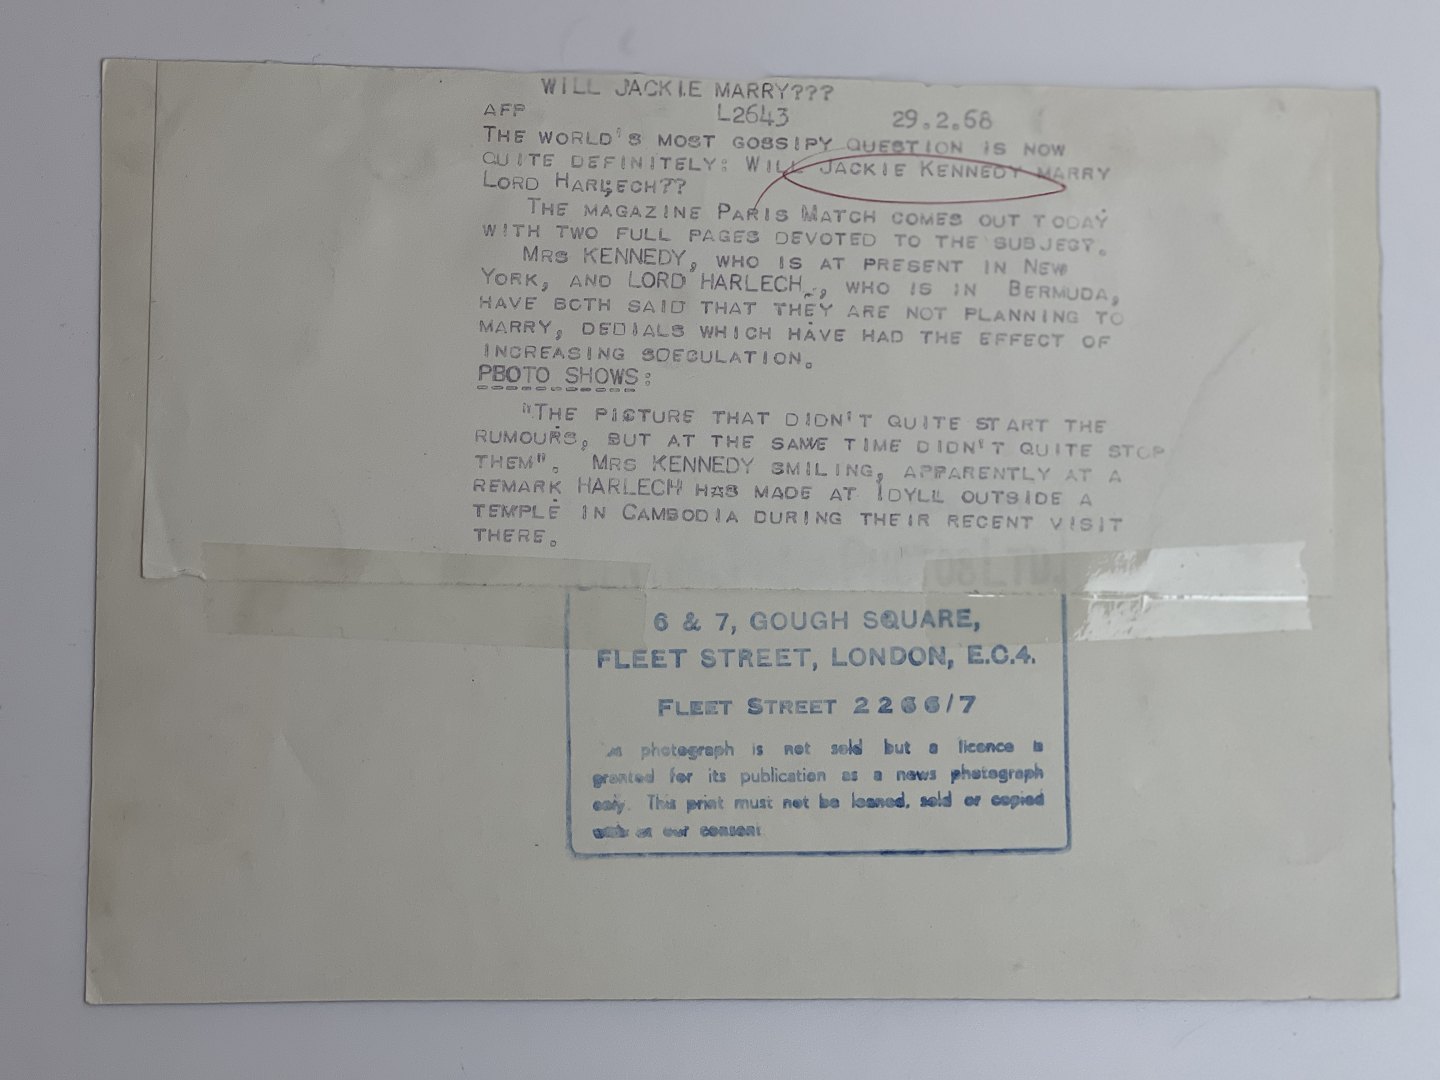 WILL JACKIE MARRY???
AFP L2643 29.2.68
THE WORLD'S MOST GOSSIPY QUESTION IS NOW
QUITE DEFINITELY: WILL JACKIE KENNEDY MARRY
LORD HARLECH??
THE MAGAZINE PARIS MATCH COMES OUT TODAY
WITH TWO FULL PAGES DEVOTED TO THE SUBJECT.
MRS KENNEDY, WHO IS AT PRESENT IN NEW
YORK, AND LORD HARLECH, WHO IS IN BERMUDA,
HAVE BOTH SAID THAT THEY ARE NOT PLANNING TO
MARRY, DEDIALS WHICH HAVE HAD THE EFFECT OF
INCREASING SDECULATION.
PBOTO SHOWS:
"THE PICTURE THAT DIDN'T QUITE START THE
RUMOURS, BUT AT THE SAME TIME DIDN'T QUITE STOP
THEM". MRS KENNEDY SMILING, APPARENTLY AT A
REMARK HARLECH HAS MADE AT IDYLL OUTSIDE A
TEMPLE IN CAMBODIA DURING THEIR RECENT VISIT
THERE.
6 & 7, GOUGH SQUARE,
FLEET STREET, LONDON, E.C.4.
FLEET STREET 2266/7
photograph is not sold but a licence is
granted for its publication as a news photograph
only. This print must not be loaned, sold or copied
our consent